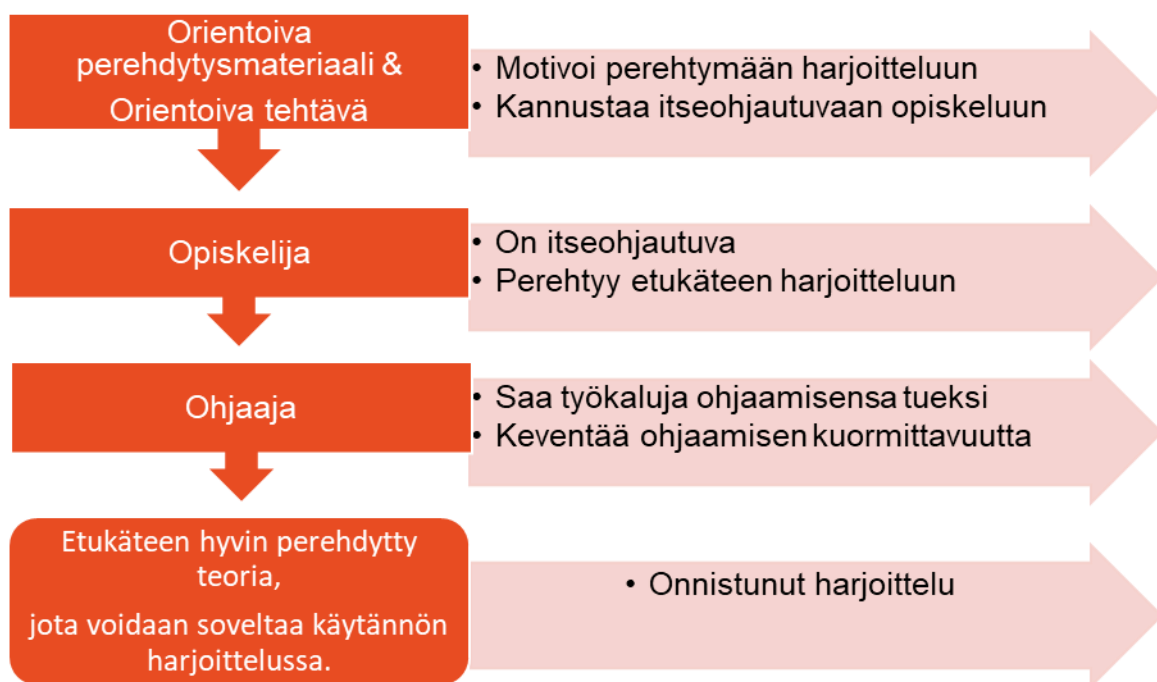 Orientoiva
perehdytysmateriaali &
Orientoiva tehtävä
• Motivoi perehtymään harjoitteluun
• Kannustaa itseohjautuvaan opiskeluun
Opiskelija
• On itseohjautuva
• Perehtyy etukäteen harjoitteluun
Ohjaaja
• Saa työkaluja ohjaamisensa tueksi
• Keventää ohjaamisen kuormittavuutta
Etukäteen hyvin perehdytty
teoria,
jota voidaan soveltaa käytännön
harjoittelussa.
• Onnistunut harjoittelu